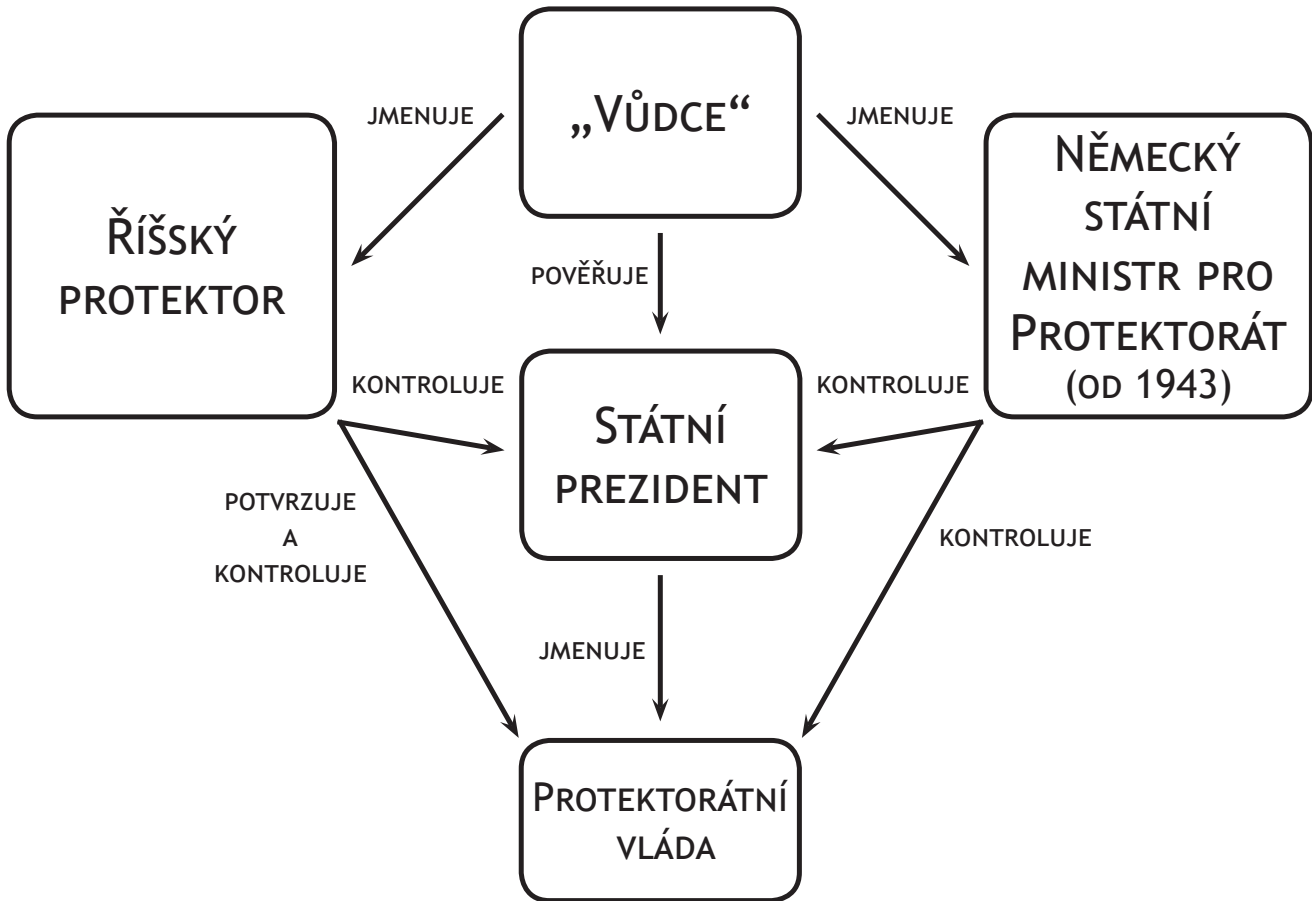 „Vůdce“
jmenuje
jmenuje
Říšský
protektor
Německý
státní
ministr pro
Protektorát
(od 1943)
pověřuje
kontroluje
kontroluje
Státní
prezident
potvrzuje
a
kontroluje
kontroluje
jmenuje
Protektorátní
vláda